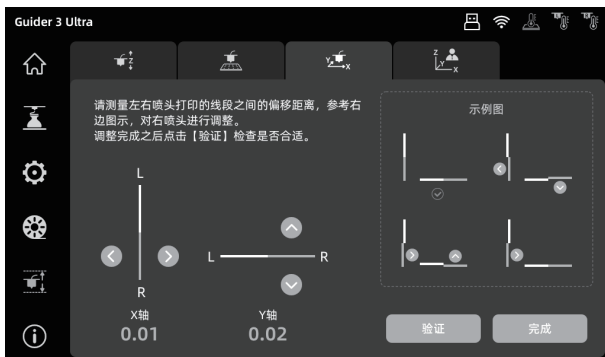 Guider 3 Ultra
Z
Y
X
Z
Y
X
请测量左右喷头打印的线段之间的偏移距离，参考右
边图示，对右喷头进行调整。
调整完成之后点击【验证】检查是否合适。
示例图
L
R
L
R
X轴
Y轴
0.01
0.02
验证
完成